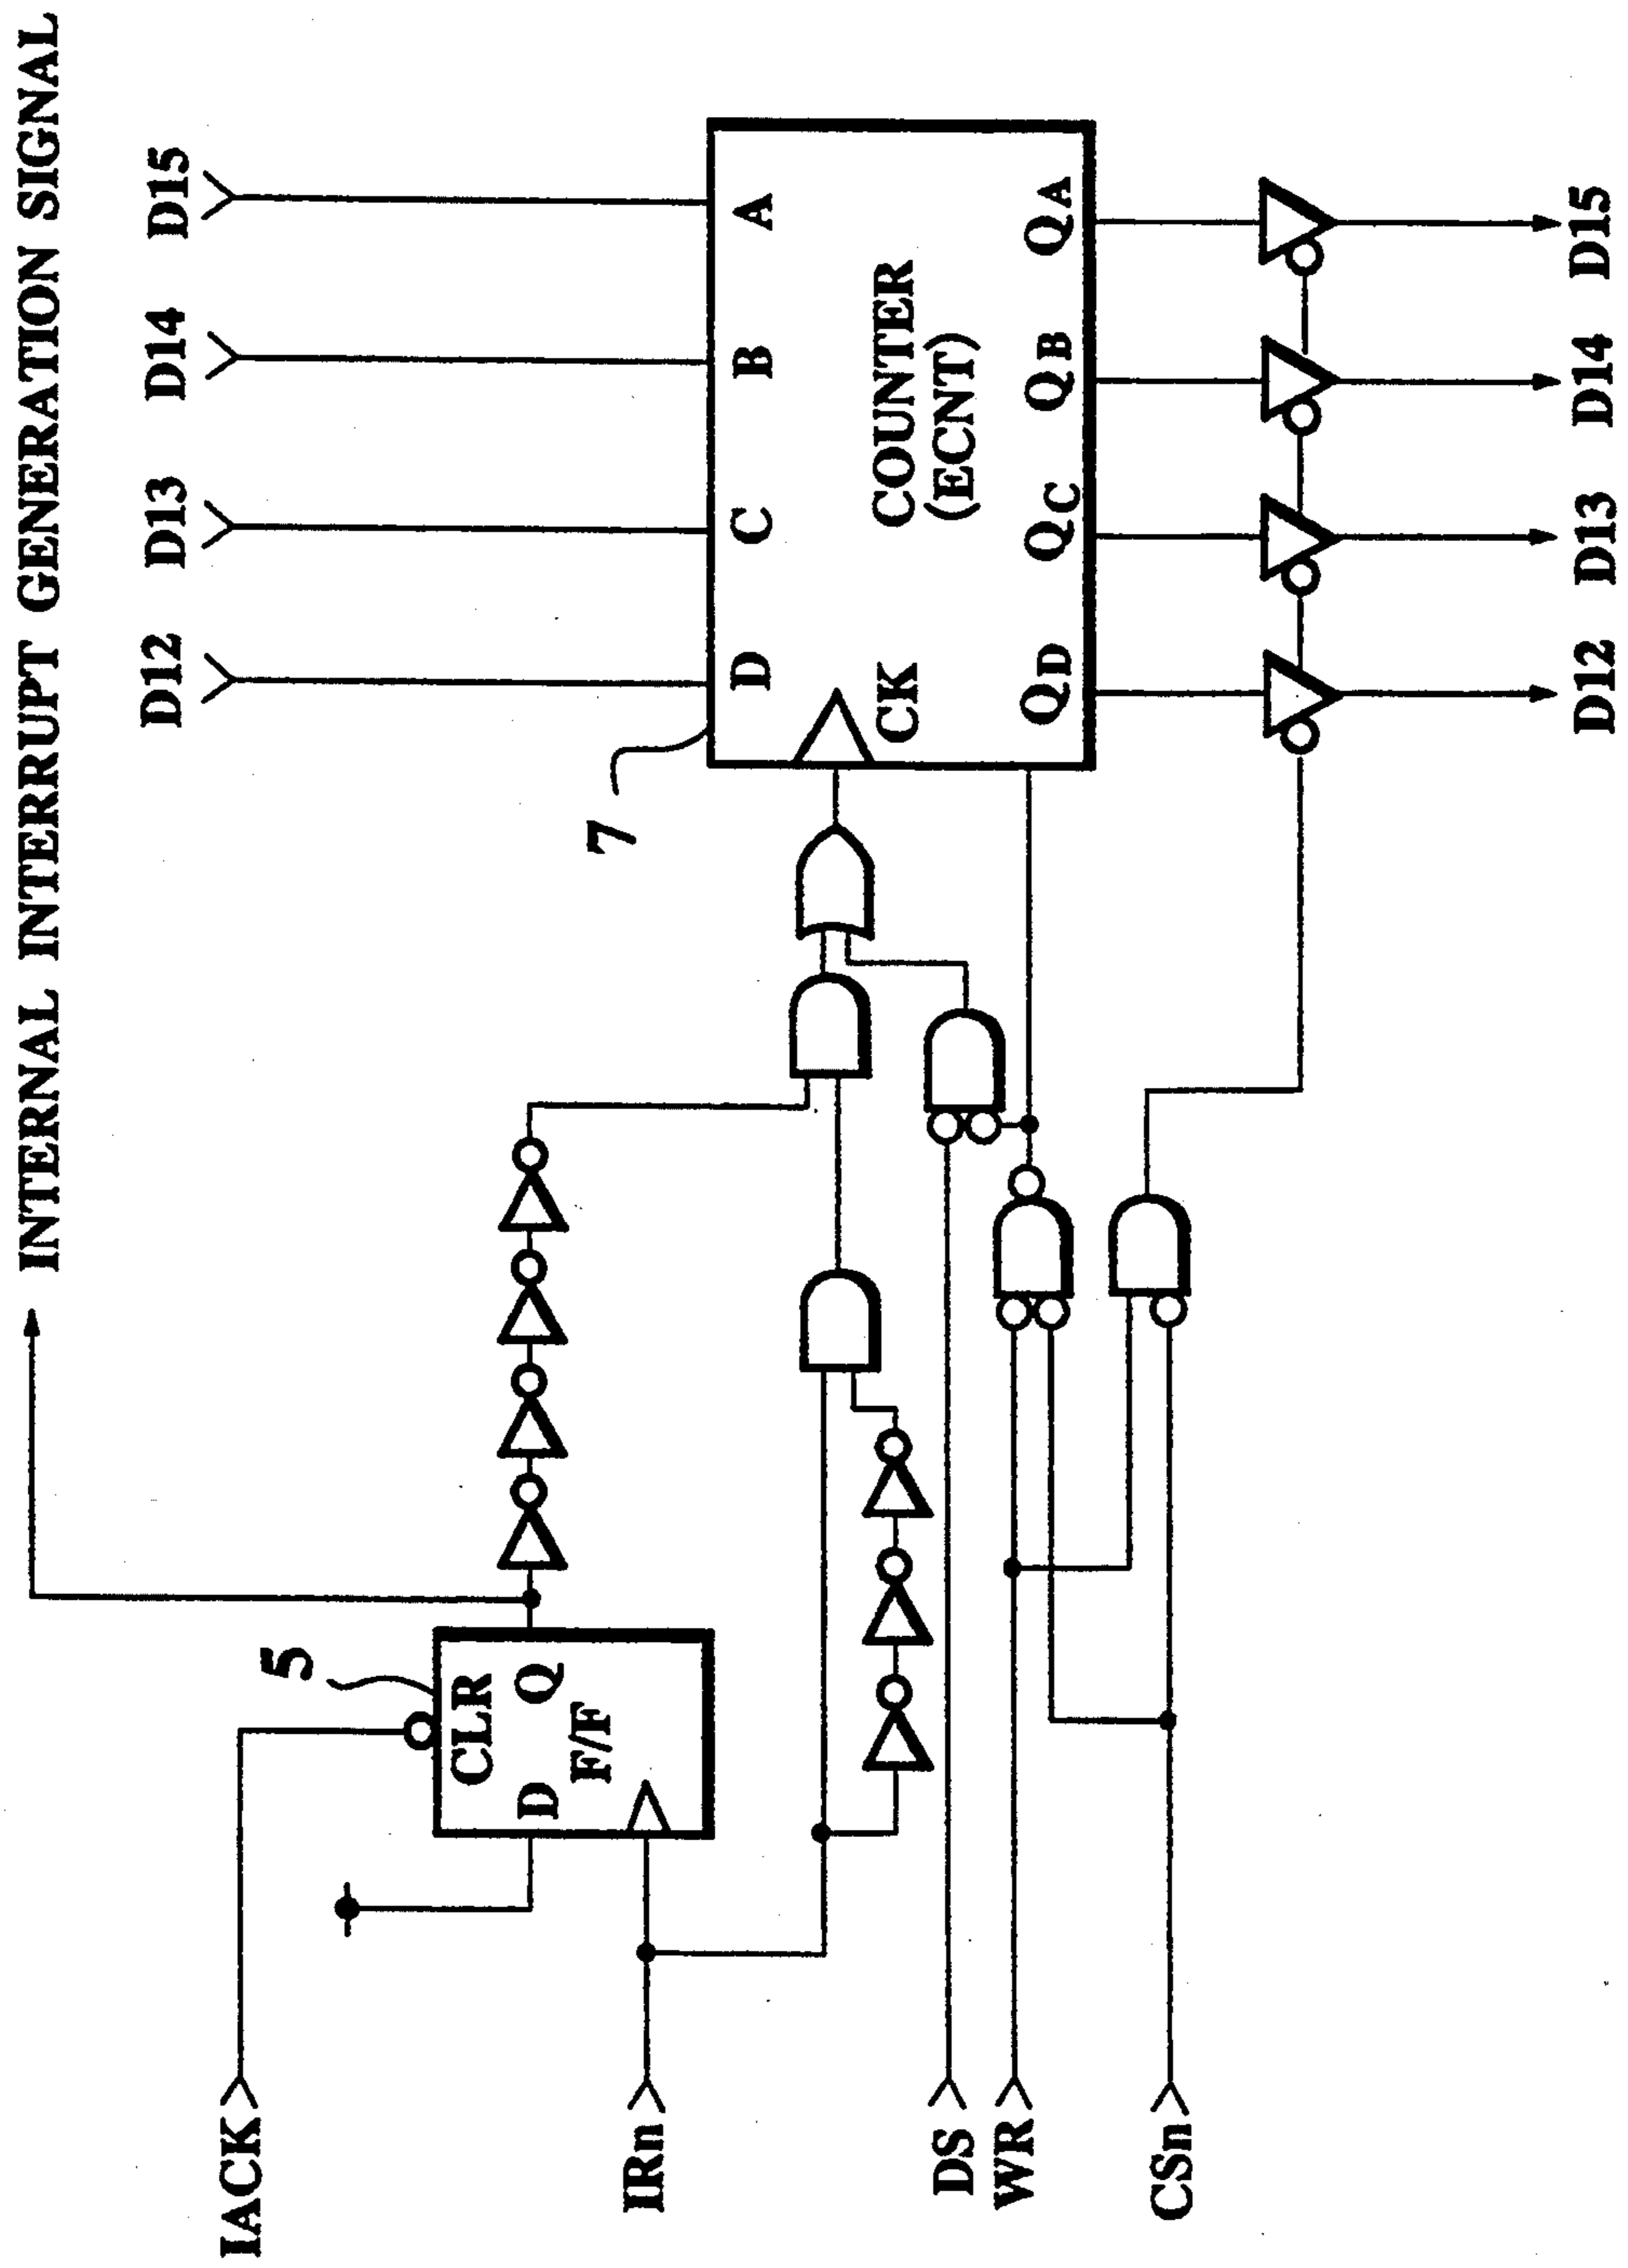 INTERNAL INTERRUPT GENERATION SIGNAL
D12 D13 D14 D15
IACK
5
CLR
D Q
F/F
IRn
7
D C B A
COUNTER
(ECNT)
CK
QD QC QB QA
DS
WR
CSn
D12 D13 D14 D15